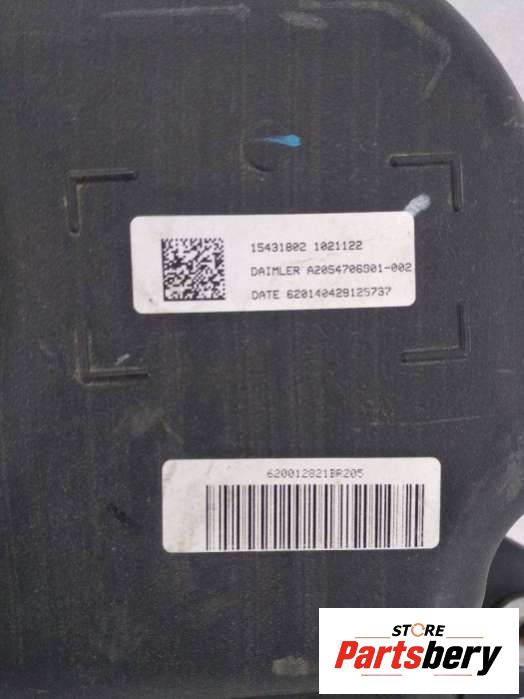 15431802 1021122
DAIMLER A2054706901-002
DATE 620140429125737
620012821BR205
STORE
Partsbery